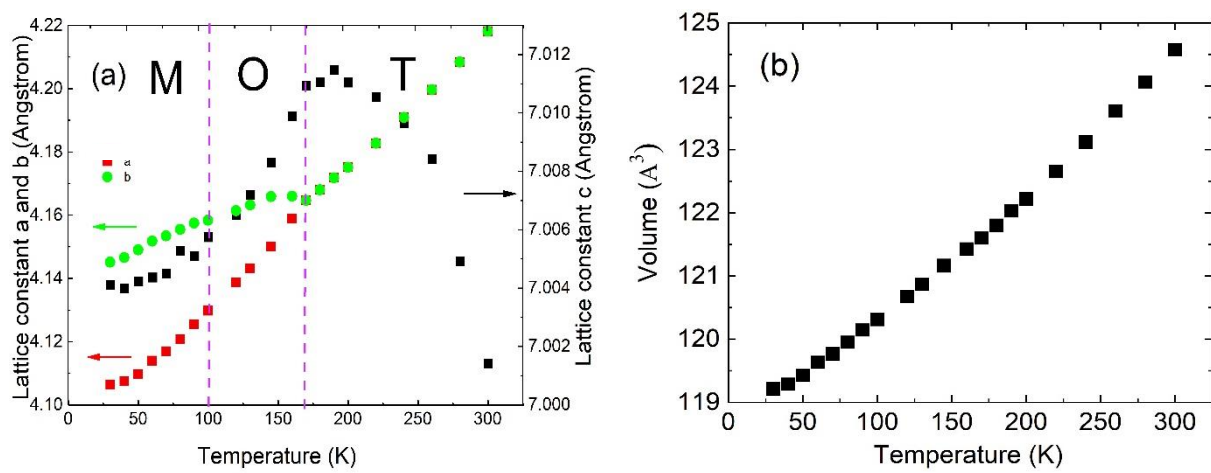 (a)
M
O
T
a
b
Lattice constant a and b (Angstrom)
4.22
4.20
4.18
4.16
4.14
4.12
4.10
7.012
7.010
7.008
7.006
7.004
7.002
7.000
Lattice constant c (Angstrom)
0 50 100 150 200 250 300
Temperature (K)
(b)
Volume (A³)
125
124
123
122
121
120
119
0 50 100 150 200 250 300
Temperature (K)